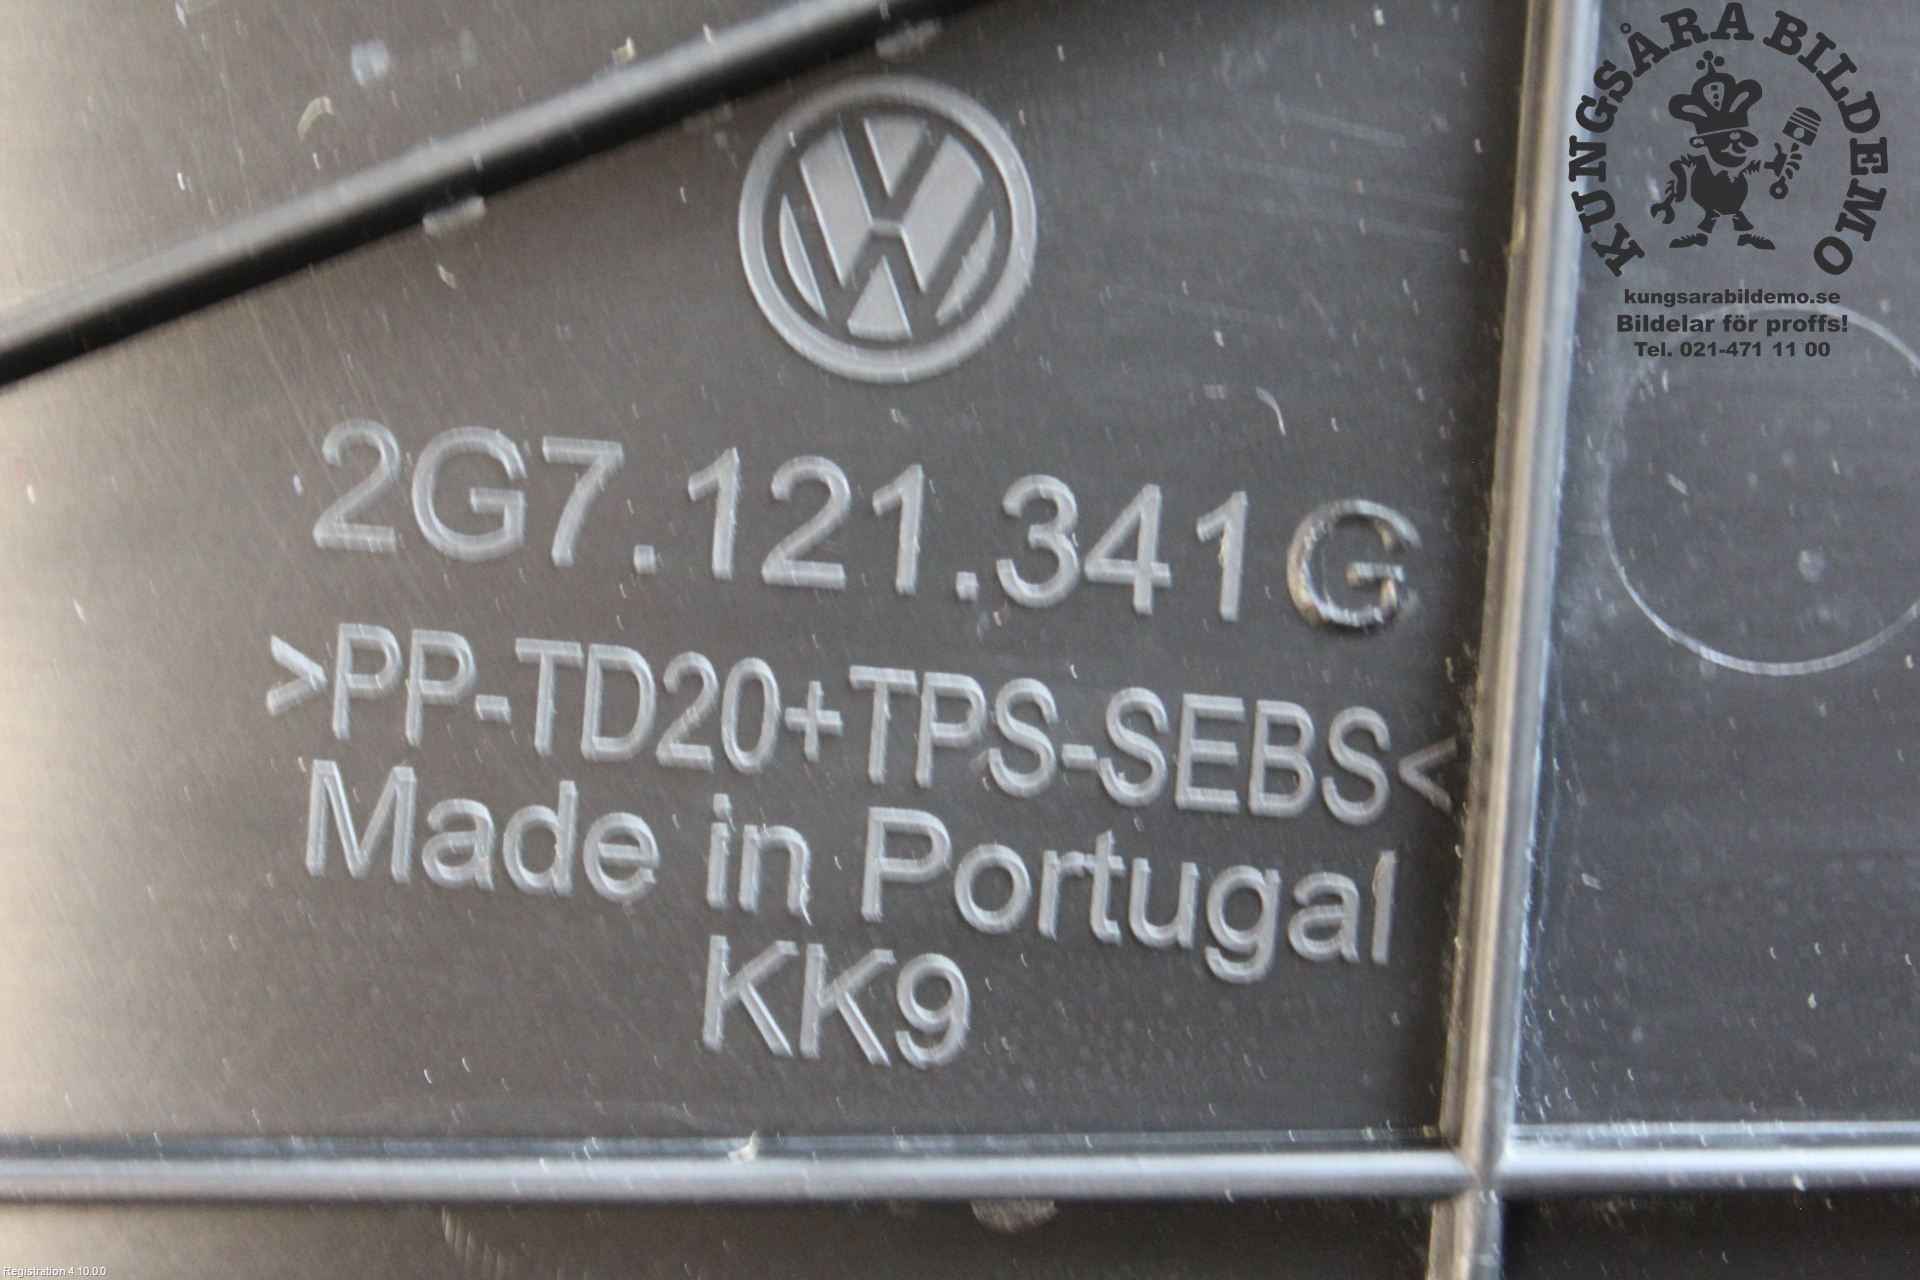 KUNGSÅRA BILDEMO
kungsarabildemo.se
Bildelar för proffs!
Tel. 021-471 11 00
2G7.121.341 G
>PP-TD20+TPS-SEBS<
Made in Portugal
KK9
Registration 4.10.0.0